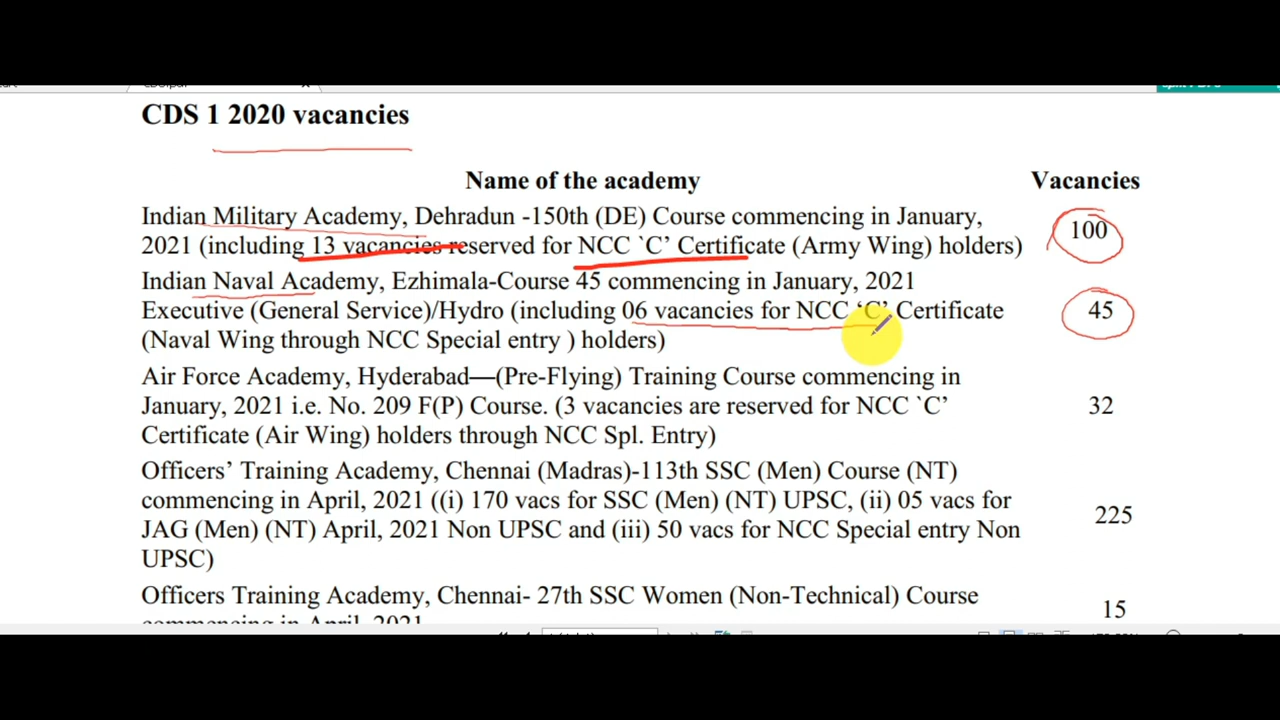 CDS 1 2020 vacancies
Name of the academy Vacancies
Indian Military Academy, Dehradun -150th (DE) Course commencing in January,
100
2021 (including 13 vacancies reserved for NCC `C’ Certificate (Army Wing) holders)
Indian Naval Academy, Ezhimala-Course 45 commencing in January, 2021
Executive (General Service)/Hydro (including 06 vacancies for NCC ‘C’ Certificate
45
(Naval Wing through NCC Special entry ) holders)
Air Force Academy, Hyderabad—(Pre-Flying) Training Course commencing in
January, 2021 i.e. No. 209 F(P) Course. (3 vacancies are reserved for NCC `C’
32
Certificate (Air Wing) holders through NCC Spl. Entry)
Officers’ Training Academy, Chennai (Madras)-113th SSC (Men) Course (NT)
commencing in April, 2021 ((i) 170 vacs for SSC (Men) (NT) UPSC, (ii) 05 vacs for
225
JAG (Men) (NT) April, 2021 Non UPSC and (iii) 50 vacs for NCC Special entry Non
UPSC)
Officers Training Academy, Chennai- 27th SSC Women (Non-Technical) Course
15
commencing in April, 2021